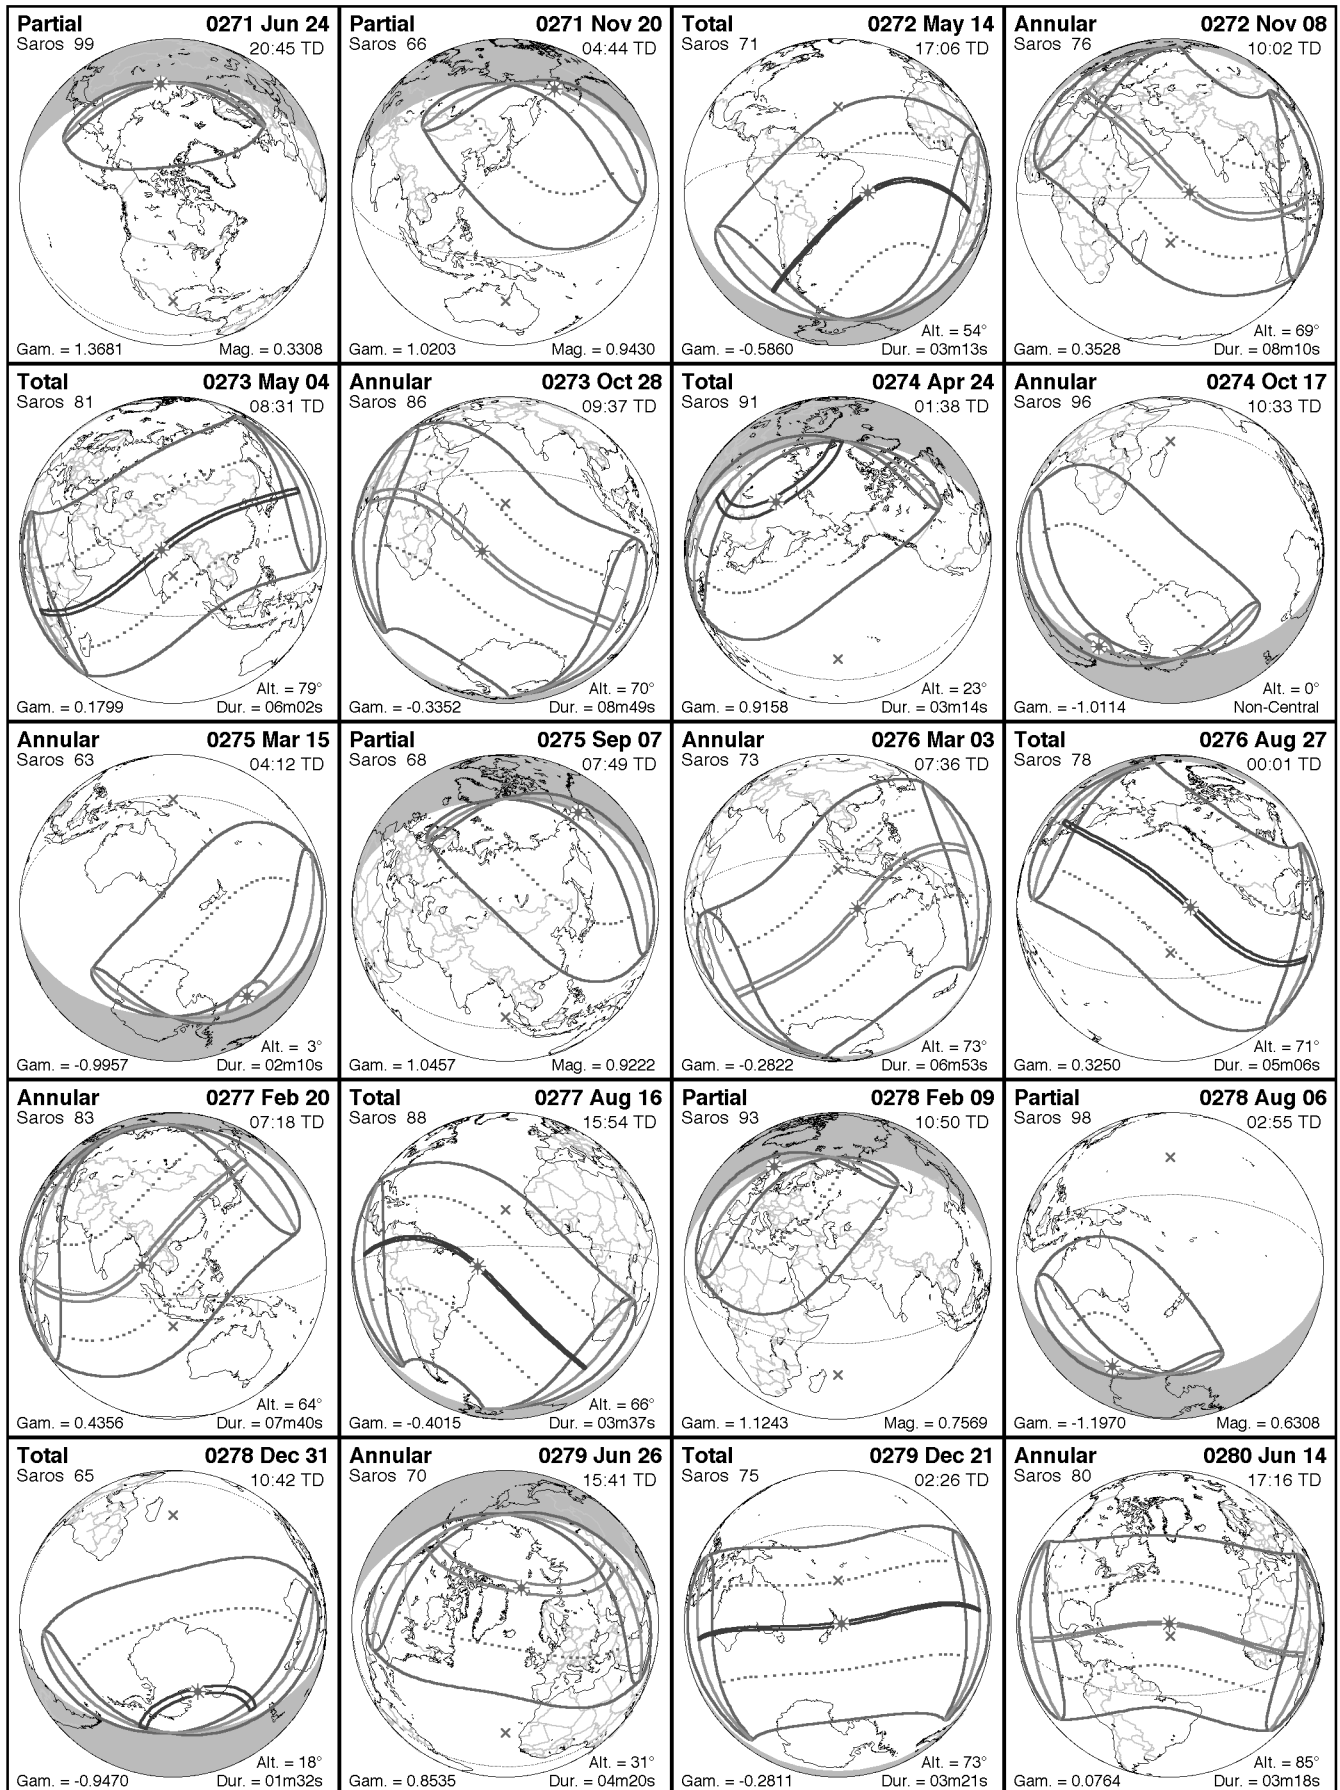 Partial 0271 Jun 24
Saros 99 20:45 TD
Gam. = 1.3681 Mag. = 0.3308
Partial 0271 Nov 20
Saros 66 04:44 TD
Gam. = 1.0203 Mag. = 0.9430
Total 0272 May 14
Saros 71 17:06 TD
Alt. = 54°
Gam. = -0.5860 Dur. = 03m13s
Annular 0272 Nov 08
Saros 76 10:02 TD
Alt. = 69°
Gam. = 0.3528 Dur. = 08m10s
Total 0273 May 04
Saros 81 08:31 TD
Alt. = 79°
Gam. = 0.1799 Dur. = 06m02s
Annular 0273 Oct 28
Saros 86 09:37 TD
Alt. = 70°
Gam. = -0.3352 Dur. = 08m49s
Total 0274 Apr 24
Saros 91 01:38 TD
Alt. = 23°
Gam. = 0.9158 Dur. = 03m14s
Annular 0274 Oct 17
Saros 96 10:33 TD
Alt. = 0°
Gam. = -1.0114 Non-Central
Annular 0275 Mar 15
Saros 63 04:12 TD
Alt. = 3°
Gam. = -0.9957 Dur. = 02m10s
Partial 0275 Sep 07
Saros 68 07:49 TD
Gam. = 1.0457 Mag. = 0.9222
Annular 0276 Mar 03
Saros 73 07:36 TD
Alt. = 73°
Gam. = -0.2822 Dur. = 06m53s
Total 0276 Aug 27
Saros 78 00:01 TD
Alt. = 71°
Gam. = 0.3250 Dur. = 05m06s
Annular 0277 Feb 20
Saros 83 07:18 TD
Alt. = 64°
Gam. = 0.4356 Dur. = 07m40s
Total 0277 Aug 16
Saros 88 15:54 TD
Alt. = 66°
Gam. = -0.4015 Dur. = 03m37s
Partial 0278 Feb 09
Saros 93 10:50 TD
Gam. = 1.1243 Mag. = 0.7569
Partial 0278 Aug 06
Saros 98 02:55 TD
Gam. = -1.1970 Mag. = 0.6308
Total 0278 Dec 31
Saros 65 10:42 TD
Alt. = 18°
Gam. = -0.9470 Dur. = 01m32s
Annular 0279 Jun 26
Saros 70 15:41 TD
Alt. = 31°
Gam. = 0.8535 Dur. = 04m20s
Total 0279 Dec 21
Saros 75 02:26 TD
Alt. = 73°
Gam. = -0.2811 Dur. = 03m21s
Annular 0280 Jun 14
Saros 80 17:16 TD
Alt. = 85°
Gam. = 0.0764 Dur. = 03m18s